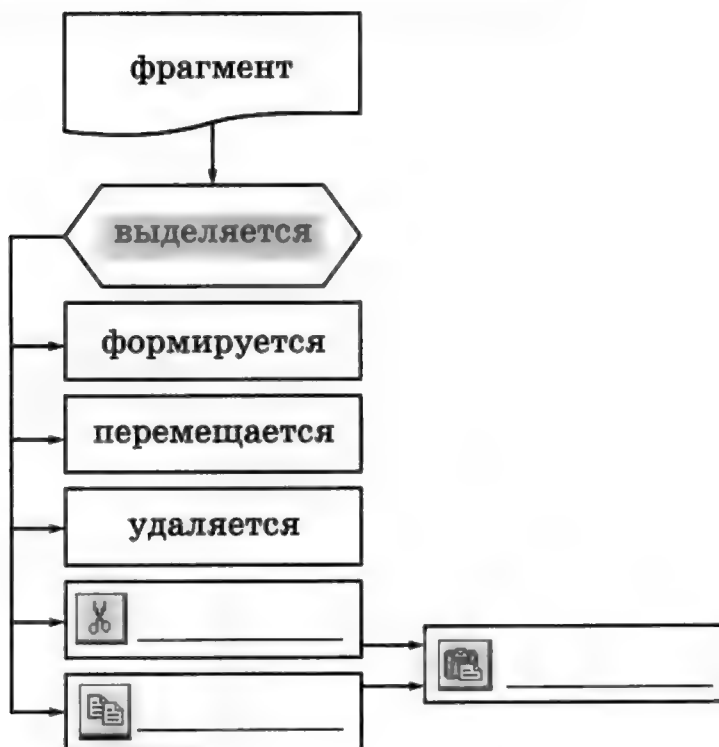 фрагмент
выделяется
формируется
перемещается
удаляется